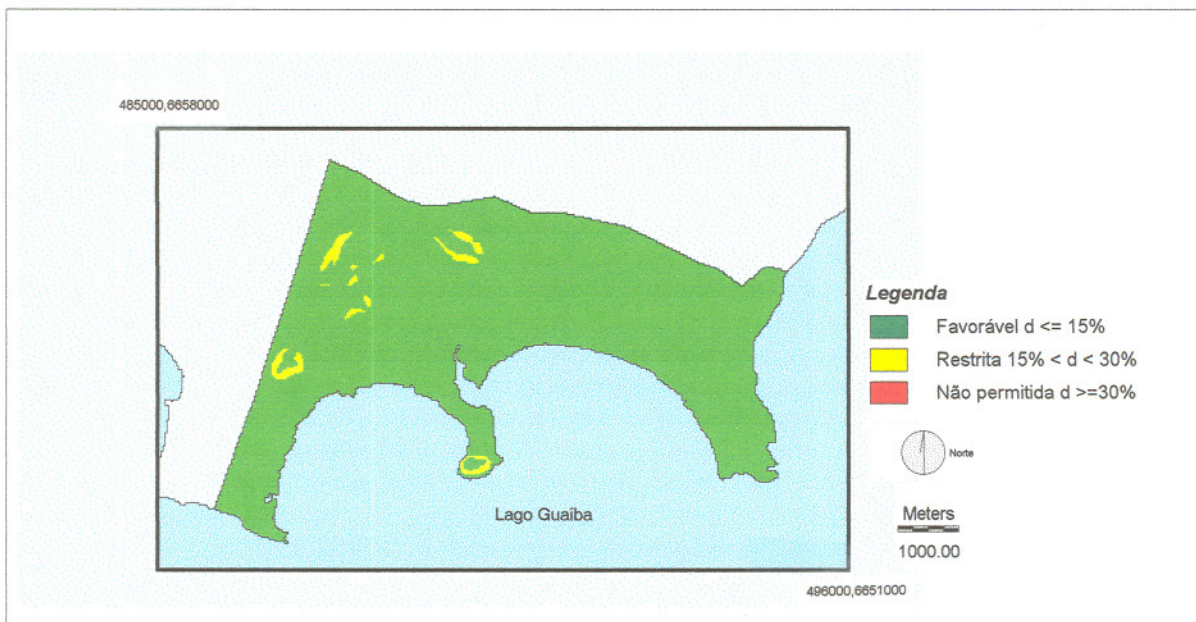 485000,6658000
Legenda
Favorável d <= 15%
Restrita 15% < d < 30%
Não permitida d >=30%
Norte
Lago Guaíba
Meters
1000.00
496000,6651000